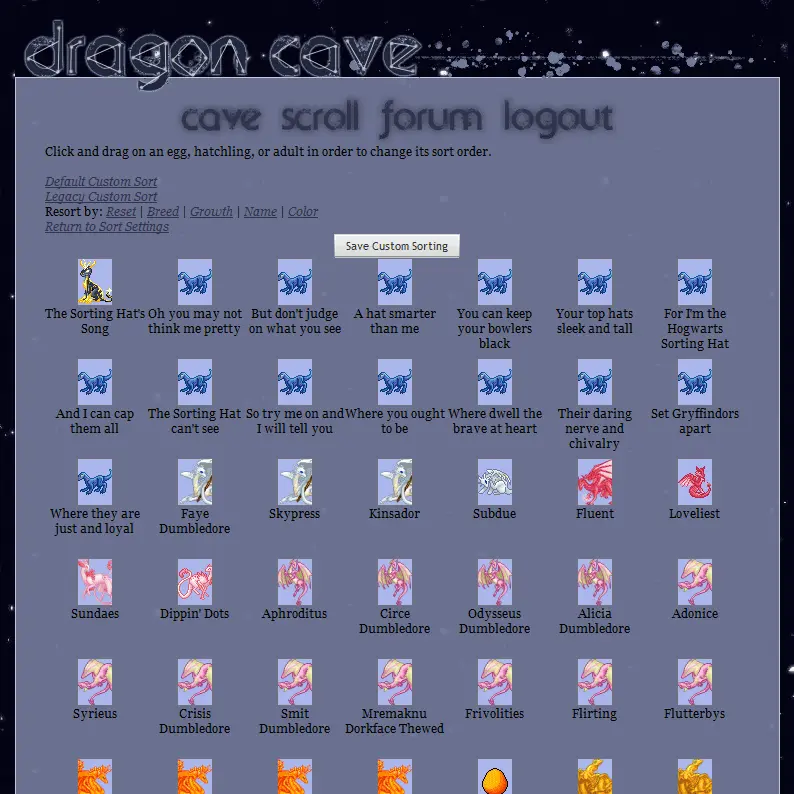 dragon cave
cave scroll forum logout
Click and drag on an egg, hatchling, or adult in order to change its sort order.
Default Custom Sort
Legacy Custom Sort
Resort by: Reset | Breed | Growth | Name | Color
Return to Sort Settings
Save Custom Sorting
The Sorting Hat's
Song
Oh you may not
think me pretty
But don't judge
on what you see
A hat smarter
than me
You can keep
your bowlers
black
Your top hats
sleek and tall
For I'm the
Hogwarts
Sorting Hat
And I can cap
them all
The Sorting Hat
can't see
So try me on and
I will tell you
Where you ought
to be
Where dwell the
brave at heart
Their daring
nerve and
chivalry
Set Gryffindors
apart
Where they are
just and loyal
Faye
Dumbledore
Skypress
Kinsador
Subdue
Fluent
Loveliest
Sundaes
Dippin' Dots
Aphroditus
Circe
Dumbledore
Odysseus
Dumbledore
Alicia
Dumbledore
Adonice
Syrieus
Crisis
Dumbledore
Smit
Dumbledore
Mremaknu
Dorkface Thewed
Frivolities
Flirting
Flutterbys